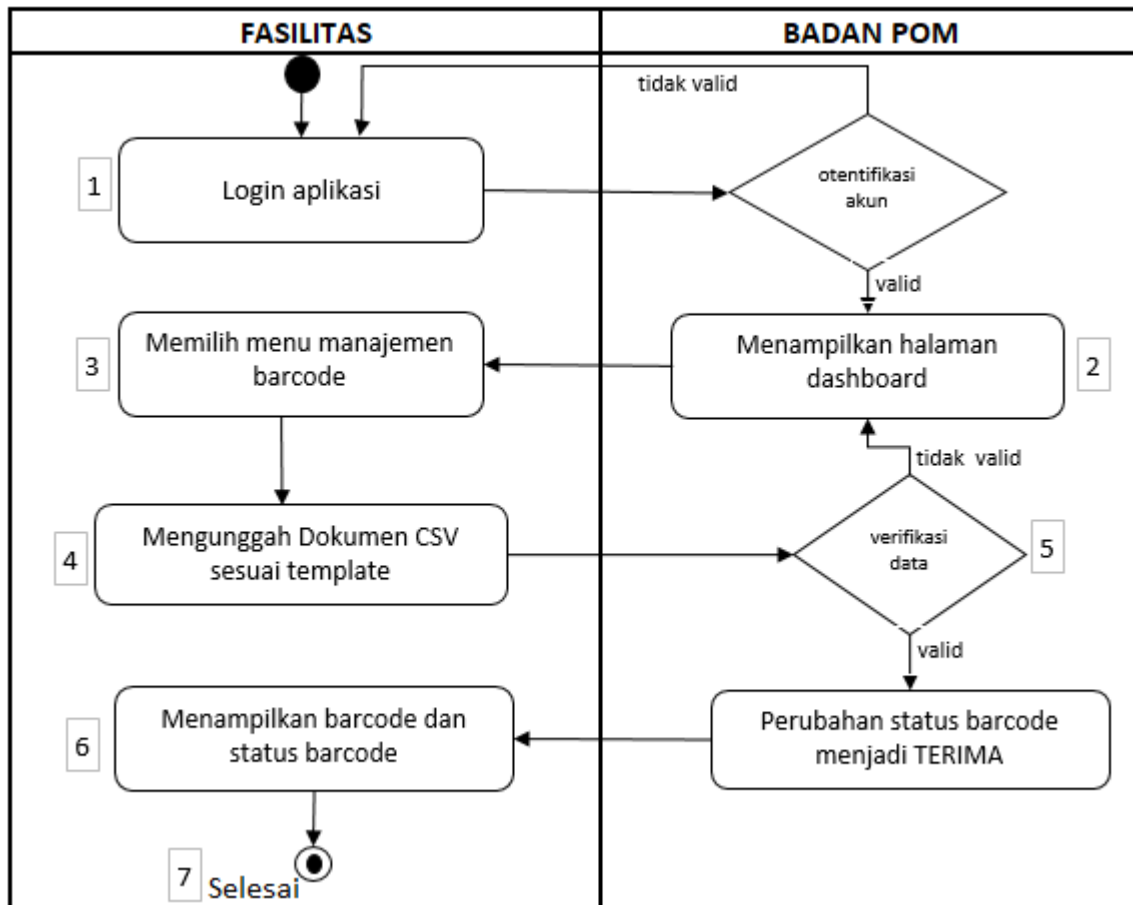 FASILITAS
BADAN POM
tidak valid
1
Login aplikasi
otentifikasi
akun
valid
3
Memilih menu manajemen
barcode
Menampilkan halaman
dashboard
2
tidak valid
4
Mengunggah Dokumen CSV
sesuai template
verifikasi
data
5
valid
6
Menampilkan barcode dan
status barcode
Perubahan status barcode
menjadi TERIMA
7
Selesai